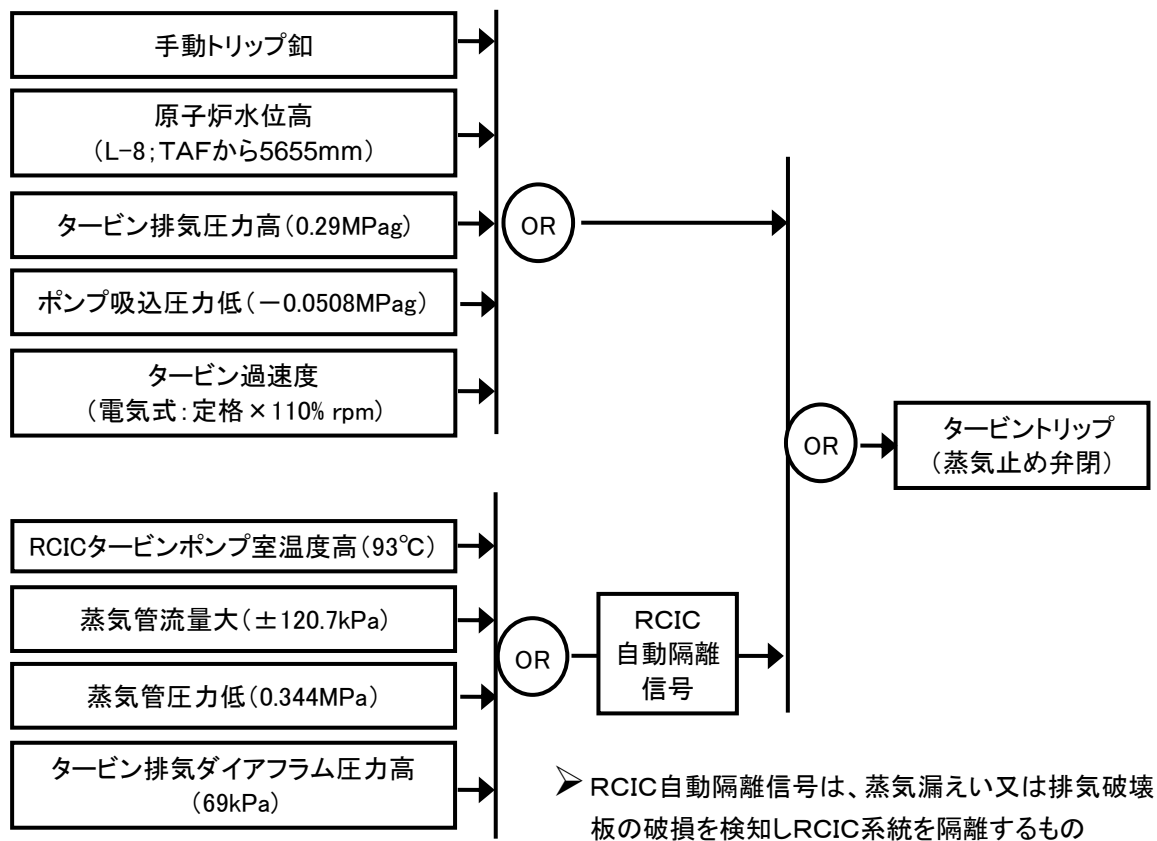 手動トリップ釦
原子炉水位高
（L-8；TAFから5655mm）
タービン排気圧力高（0.29MPag）
OR
ポンプ吸込圧力低（－0.0508MPag）
タービン過速度
（電気式：定格×110% rpm）
OR
タービントリップ
（蒸気止め弁閉）
RCICタービンポンプ室温度高（93℃）
蒸気管流量大（±120.7kPa）
蒸気管圧力低（0.344MPa）
タービン排気ダイアフラム圧力高
（69kPa）
OR
RCIC
自動隔離
信号
➢ RCIC自動隔離信号は、蒸気漏えい又は排気破壊
板の破損を検知しRCIC系統を隔離するもの